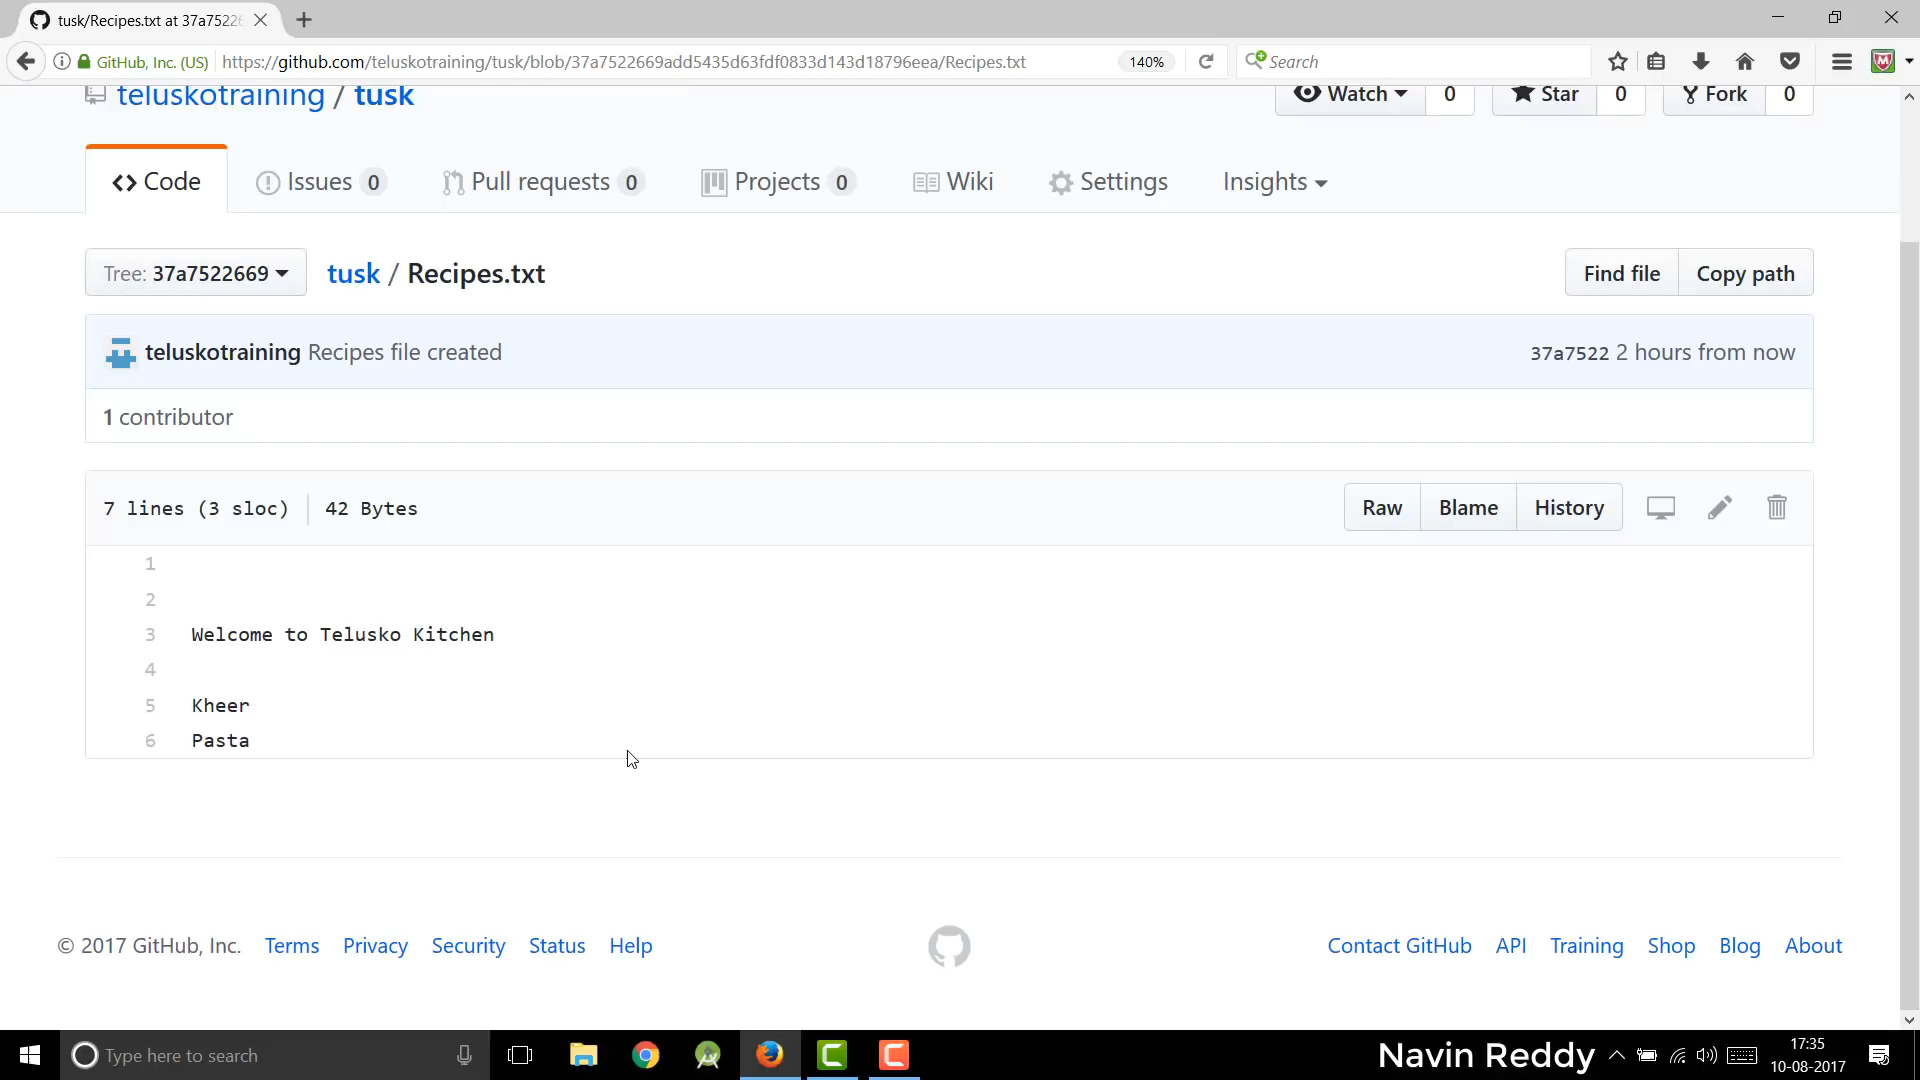 tusk/Recipes.txt at 37a7522
GitHub, Inc. (US)
https://github.com/teluskotraining/tusk/blob/37a7522669add5435d63fdf0833d143d18796eea/Recipes.txt
140%
Search
teluskotraining / tusk
Watch 0
Star 0
Fork 0
Code
Issues 0
Pull requests 0
Projects 0
Wiki
Settings
Insights
Tree: 37a7522669
tusk / Recipes.txt
Find file
Copy path
teluskotraining Recipes file created
37a7522 2 hours from now
1 contributor
7 lines (3 sloc) 42 Bytes
Raw
Blame
History
1
2
3 Welcome to Telusko Kitchen
4
5 Kheer
6 Pasta
© 2017 GitHub, Inc. Terms Privacy Security Status Help
Contact GitHub API Training Shop Blog About
Type here to search
Navin Reddy
17:35
10-08-2017